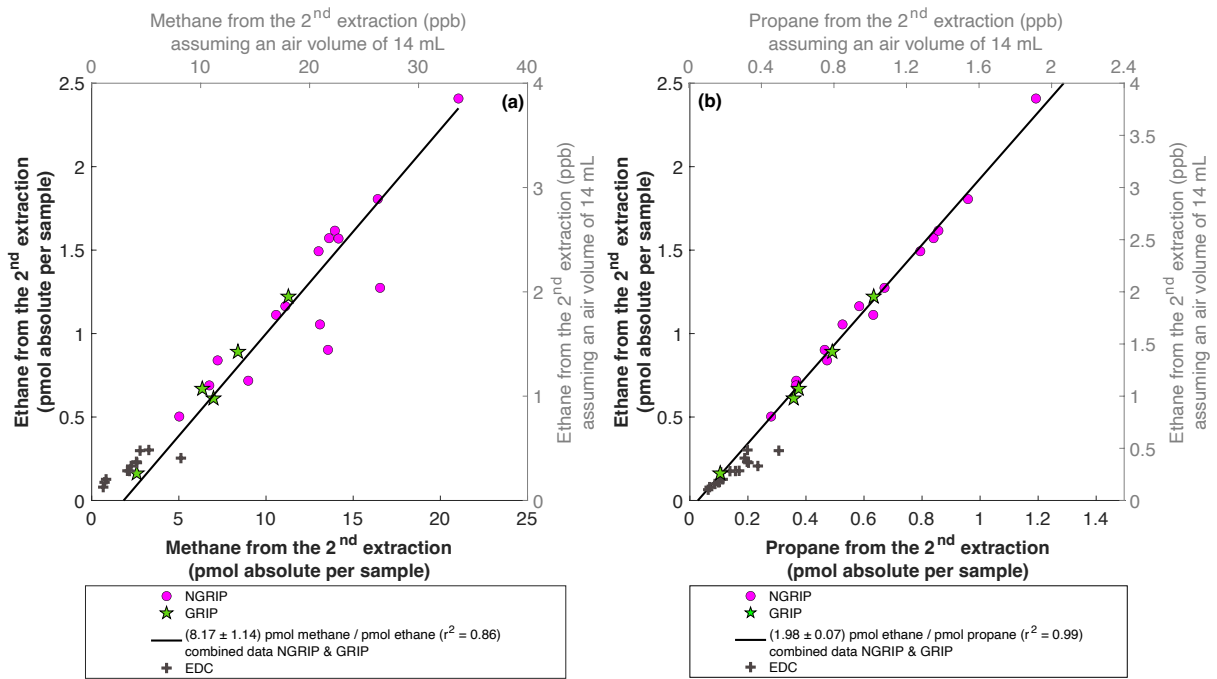 Methane from the 2nd extraction (ppb)
assuming an air volume of 14 mL
0 10 20 30 40
2.5
2
1.5
1
0.5
0
Ethane from the 2nd extraction
(pmol absolute per sample)
(a)
4
3
2
1
0
Ethane from the 2nd extraction (ppb)
assuming an air volume of 14 mL
0 5 10 15 20 25
Methane from the 2nd extraction
(pmol absolute per sample)
NGRIP
GRIP
(8.17 ± 1.14) pmol methane / pmol ethane (r2 = 0.86)
combined data NGRIP & GRIP
EDC
Propane from the 2nd extraction (ppb)
assuming an air volume of 14 mL
0 0.4 0.8 1.2 1.6 2 2.4
2.5
2
1.5
1
0.5
0
Ethane from the 2nd extraction
(pmol absolute per sample)
(b)
4
3.5
3
2.5
2
1.5
1
0.5
0
Ethane from the 2nd extraction (ppb)
assuming an air volume of 14 mL
0 0.2 0.4 0.6 0.8 1 1.2 1.4
Propane from the 2nd extraction
(pmol absolute per sample)
NGRIP
GRIP
(1.98 ± 0.07) pmol ethane / pmol propane (r2 = 0.99)
combined data NGRIP & GRIP
EDC